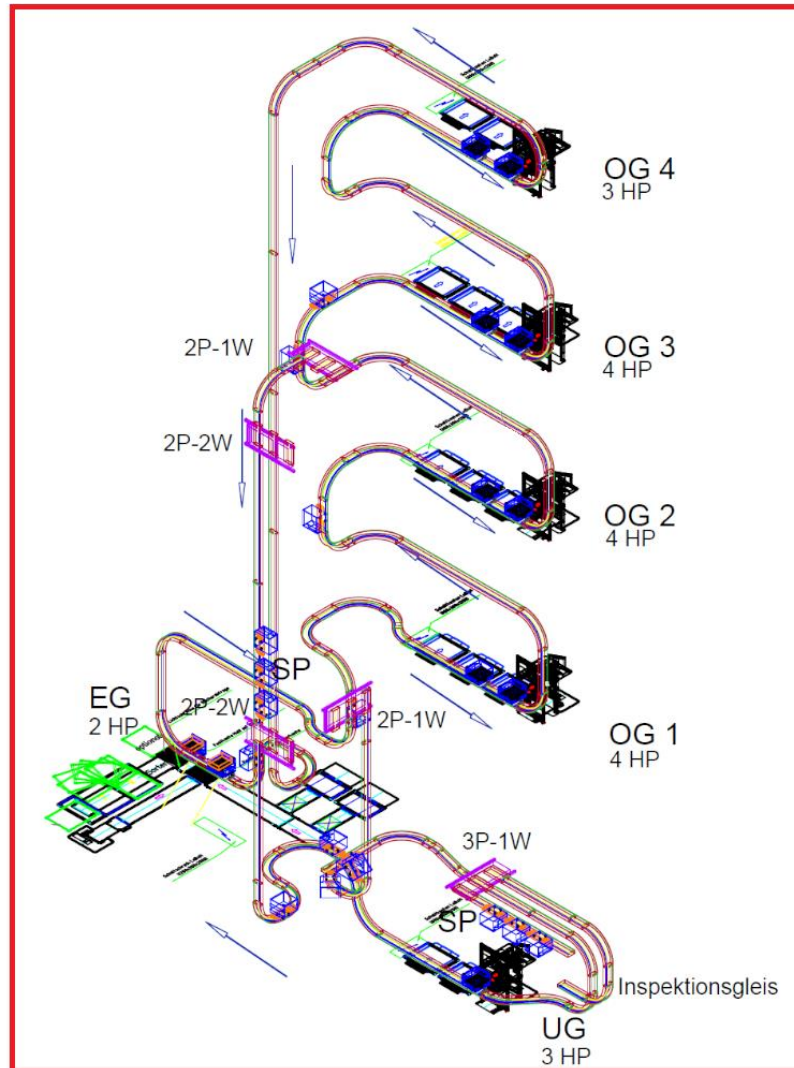 OG 4
3 HP
OG 3
4 HP
2P-1W
2P-2W
OG 2
4 HP
SP
EG
2 HP
2P-2W
2P-1W
OG 1
4 HP
3P-1W
SP
Inspektionsgleis
UG
3 HP